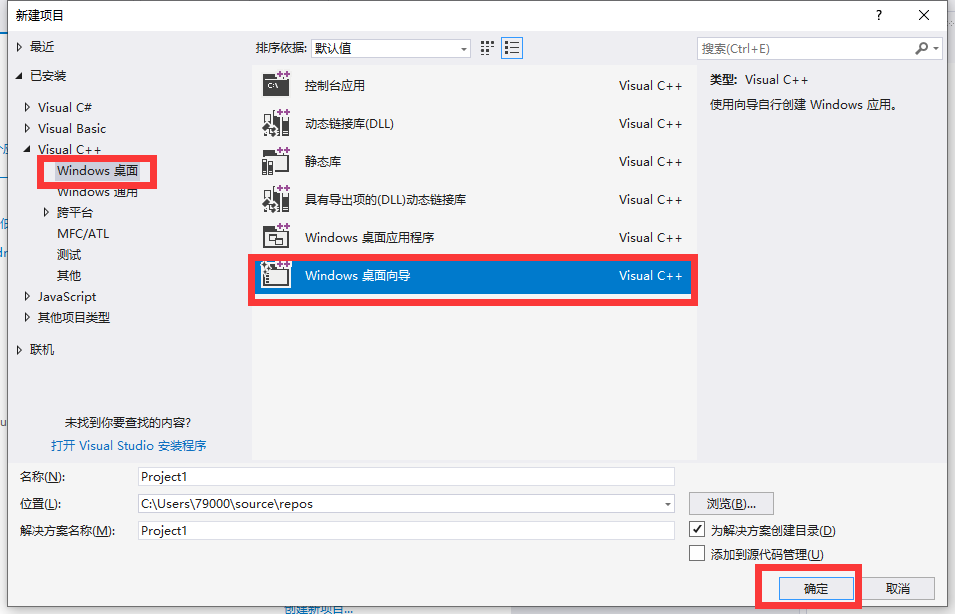 新建项目
?
最近
排序依据: 默认值
搜索(Ctrl+E)
已安装
Visual C#
Visual Basic
Visual C++
Windows 桌面
Windows 通用
跨平台
MFC/ATL
测试
其他
JavaScript
其他项目类型
联机
未找到你要查找的内容?
打开 Visual Studio 安装程序
控制台应用 Visual C++
动态链接库(DLL) Visual C++
静态库 Visual C++
具有导出项的(DLL)动态链接库 Visual C++
Windows 桌面应用程序 Visual C++
Windows 桌面向导 Visual C++
类型: Visual C++
使用向导自行创建 Windows 应用。
名称(N): Project1
位置(L): C:\Users\79000\source\repos
浏览(B)...
解决方案名称(M): Project1
为解决方案创建目录(D)
添加到源代码管理(U)
确定 取消
创建新项目...